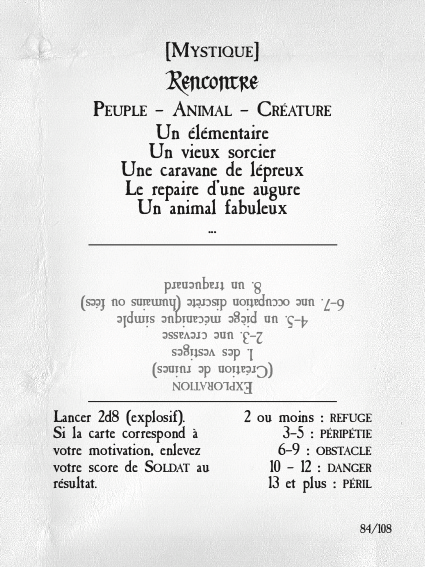 [Mystique]
Rencontre
Peuple – Animal – Créature
Un élémentaire
Un vieux sorcier
Une caravane de lépreux
Le repaire d'une augure
Un animal fabuleux
...
Exploration
(Création de ruines)
1. des vestiges
2-3. une crevasse
4-5. un piège mécanique simple
6-7. une occupation discrète (humains ou fées)
8. un traquenard
Lancer 2d8 (explosif).
Si la carte correspond à
votre motivation, enlevez
votre score de Soldat au
résultat.
2 ou moins : refuge
3-5 : péripétie
6-9 : obstacle
10 - 12 : danger
13 et plus : péril
84/108